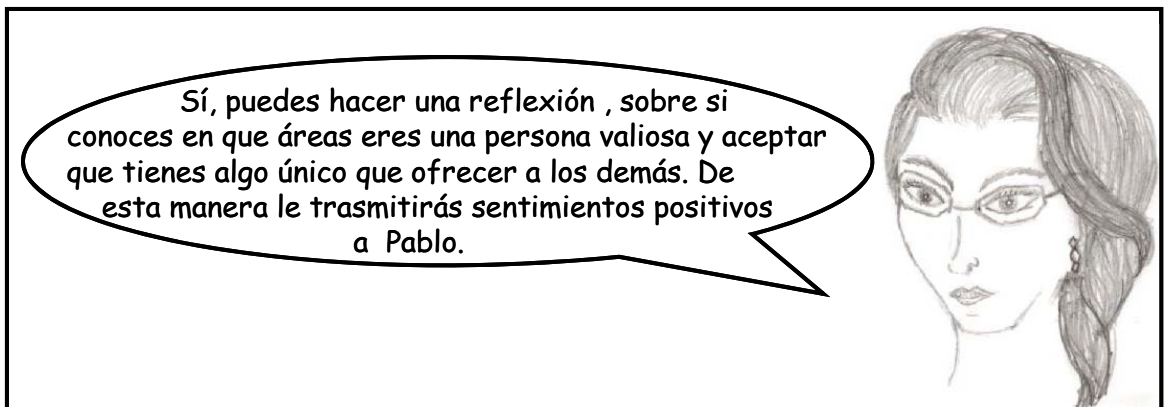 Sí, puedes hacer una reflexión , sobre si
conoces en que áreas eres una persona valiosa y aceptar
que tienes algo único que ofrecer a los demás. De
esta manera le trasmitirás sentimientos positivos
a Pablo.